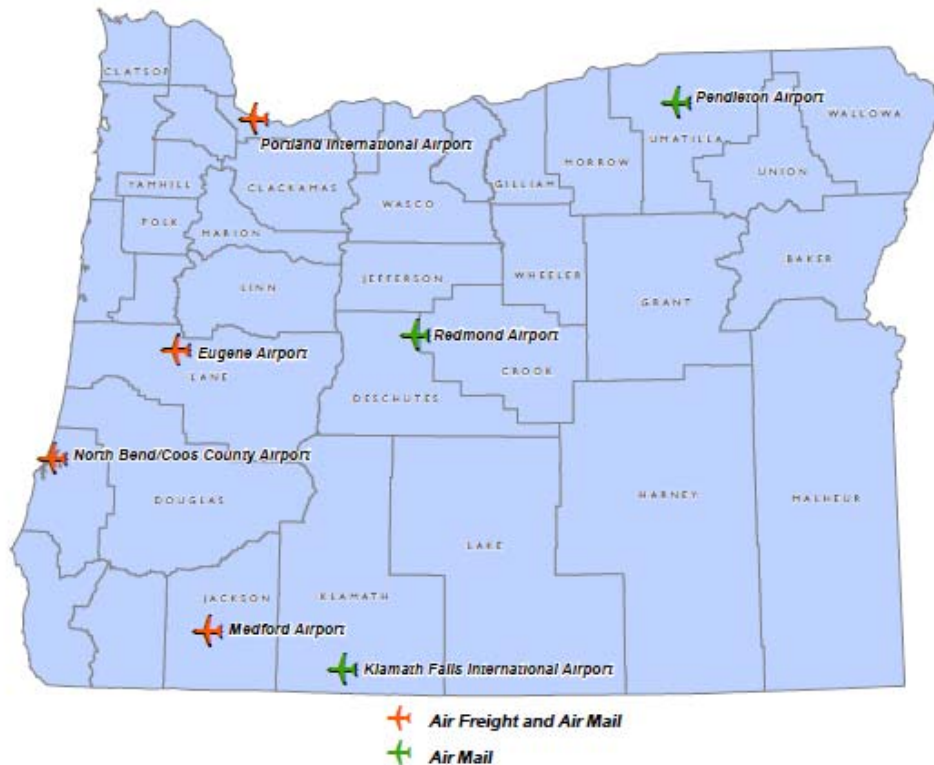 CLATSOP
Pendleton Airport
WALLOWA
Portland International Airport
UMATILLA
MORROW
UNION
YAMHILL
CLACKAMAS
GILLIAM
WASCO
POLK
MARION
BAKER
JEFFERSON
WHEELER
LINN
GRANT
Redmond Airport
Eugene Airport
CROOK
LANE
DESCHUTES
North Bend/Coos County Airport
DOUGLAS
HARNEY
MALHEUR
LAKE
JACKSON
KLAMATH
Medford Airport
Klamath Falls International Airport
Air Freight and Air Mail
Air Mail